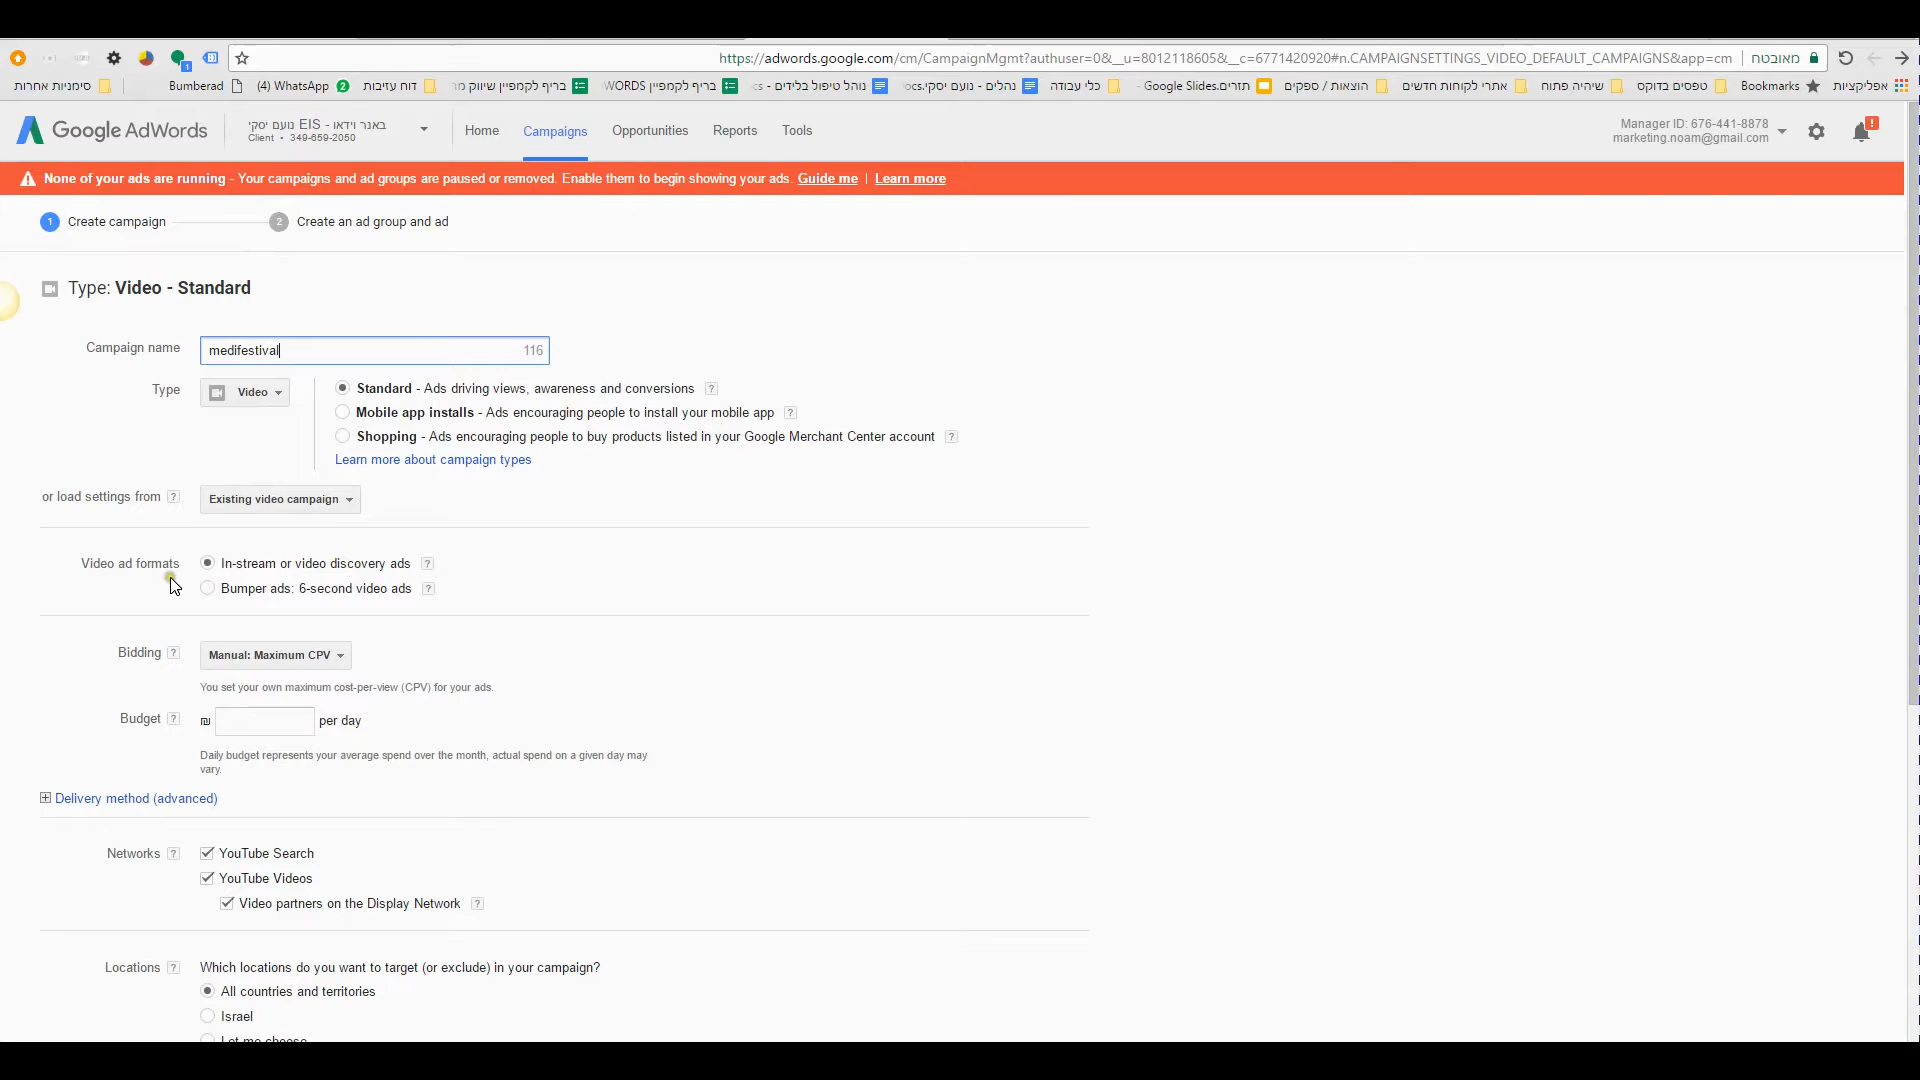 https://adwords.google.com/cm/CampaignMgmt?authuser=0&__u=8012118605&__c=6771420920#n.CAMPAIGNSETTINGS_VIDEO_DEFAULT_CAMPAIGNS&app=cm
מאובטח
אפליקציות
Bookmarks
טפסים בדוקס
שיהיה פתוח
אתרי לקוחות חדשים
הוצאות / ספקים
תזרים.Google Slides -
כלי עבודה
נהלים - נועם יסקי.ocs
נוהל טיפול בלידים - cs
בריף לקמפיין WORDS
בריף לקמפיין שיווק מ
דוח עזיבות
(4) WhatsApp
Bumberad
סימניות אחרות
Google AdWords
באנר וידאו - EIS נועם יסקי
Client • 349-659-2050
Home
Campaigns
Opportunities
Reports
Tools
Manager ID: 676-441-8878
marketing.noam@gmail.com
!
None of your ads are running - Your campaigns and ad groups are paused or removed. Enable them to begin showing your ads. Guide me | Learn more
1 Create campaign
2 Create an ad group and ad
Type: Video - Standard
Campaign name
medifestival
116
Type
Video
Standard - Ads driving views, awareness and conversions ?
Mobile app installs - Ads encouraging people to install your mobile app ?
Shopping - Ads encouraging people to buy products listed in your Google Merchant Center account ?
Learn more about campaign types
or load settings from ?
Existing video campaign
Video ad formats
In-stream or video discovery ads ?
Bumper ads: 6-second video ads ?
Bidding ?
Manual: Maximum CPV
You set your own maximum cost-per-view (CPV) for your ads.
Budget ?
₪
per day
Daily budget represents your average spend over the month, actual spend on a given day may
vary.
Delivery method (advanced)
Networks ?
YouTube Search
YouTube Videos
Video partners on the Display Network ?
Locations ?
Which locations do you want to target (or exclude) in your campaign?
All countries and territories
Israel
Let me choose